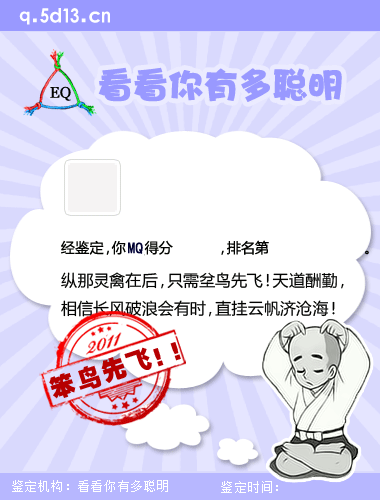 q.5d13.cn
EQ
看看你有多聪明
经鉴定,你MQ得分 ,排名第 。
纵那灵禽在后,只需坌鸟先飞!天道酬勤,
相信长风破浪会有时,直挂云帆济沧海!
2011
笨鸟先飞!!
鉴定机构：看看你有多聪明
鉴定时间：